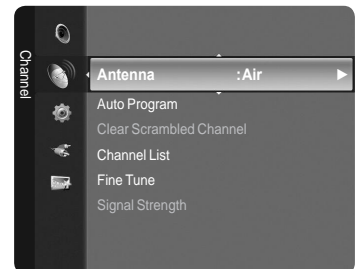 Channel
Antenna :Air
Auto Program
Clear Scrambled Channel
Channel List
Fine Tune
Signal Strength